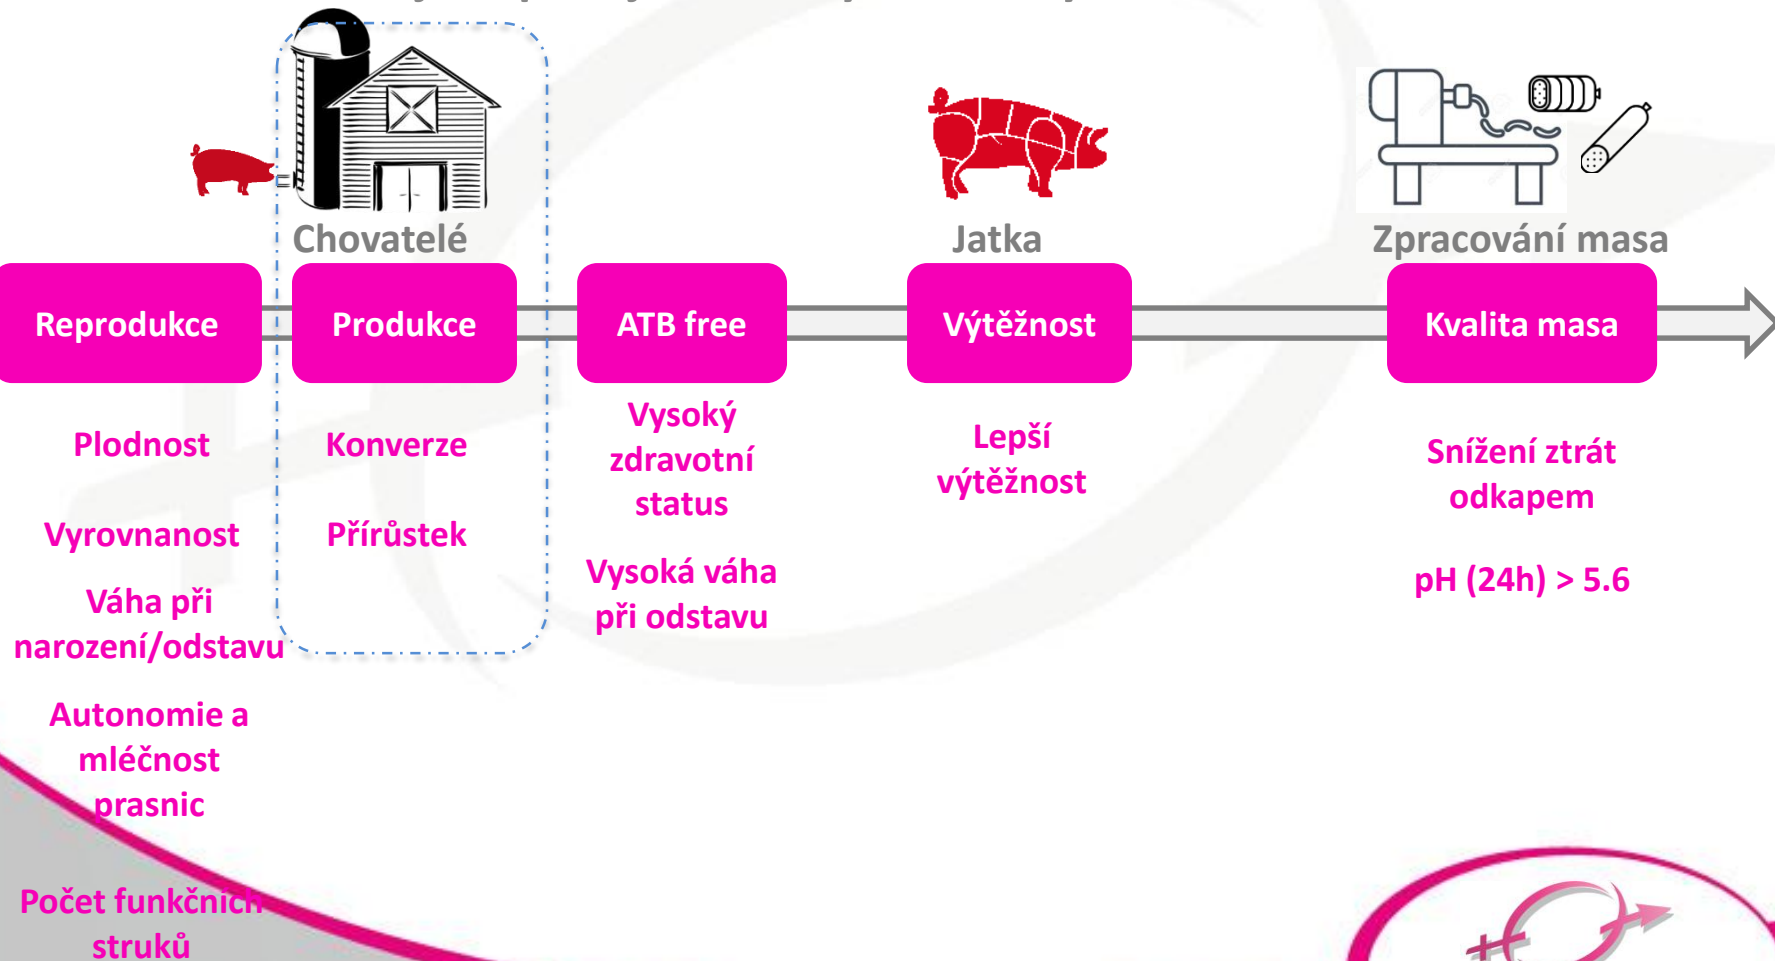 Chovatelé
Jatka
Zpracování masa
Reprodukce
Produkce
ATB free
Výtěžnost
Kvalita masa
Plodnost
Vyrovnanost
Váha při
narození/odstavu
Autonomie a
mléčnost
prasnic
Počet funkčních
struků
Konverze
Přírůstek
Vysoký
zdravotní
status
Vysoká váha
při odstavu
Lepší
výtěžnost
Snížení ztrát
odkapem
pH (24h) > 5.6